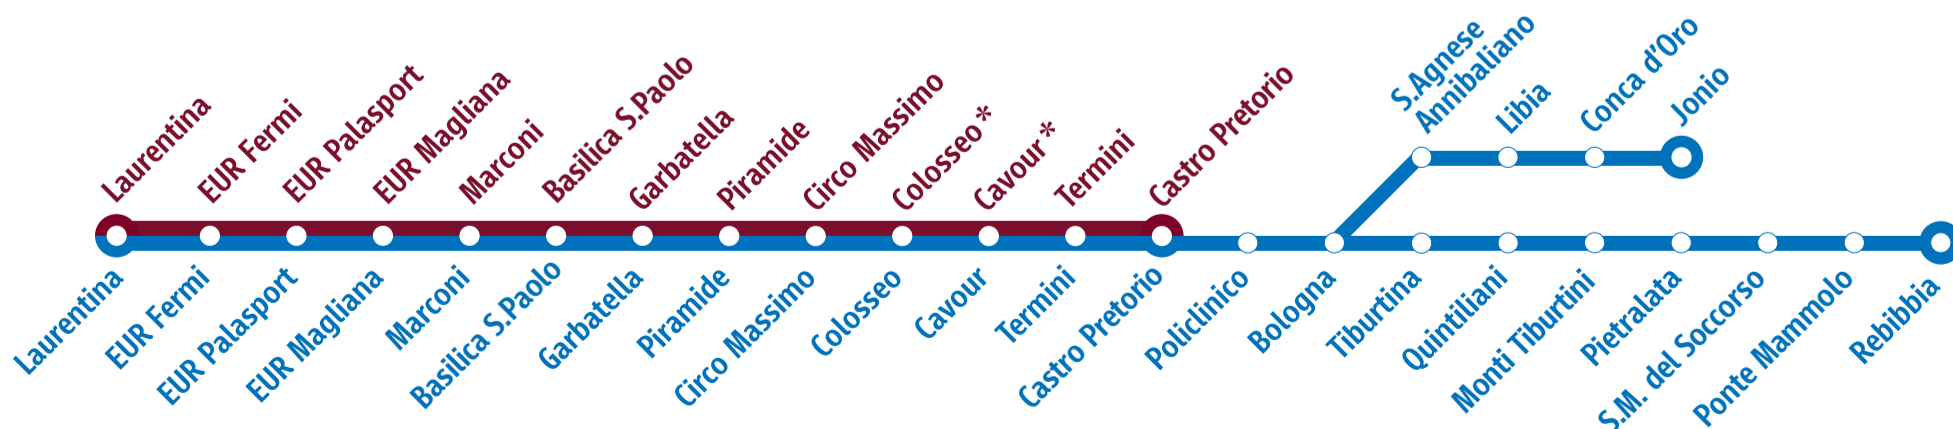 Laurentina
EUR Fermi
EUR Palasport
EUR Magliana
Marconi
Basilica S.Paolo
Garbatella
Piramide
Circo Massimo
Colosseo*
Cavour*
Termini
Castro Pretorio
S.Agnese
Annibaliano
Libia
Conca d'Oro
Jonio
Laurentina
EUR Fermi
EUR Palasport
EUR Magliana
Marconi
Basilica S.Paolo
Garbatella
Piramide
Circo Massimo
Colosseo
Cavour
Termini
Castro Pretorio
Policlinico
Bologna
Tiburtina
Quintiliani
Monti Tiburtini
Pietralata
S.M. del Soccorso
Ponte Mammolo
Rebibbia